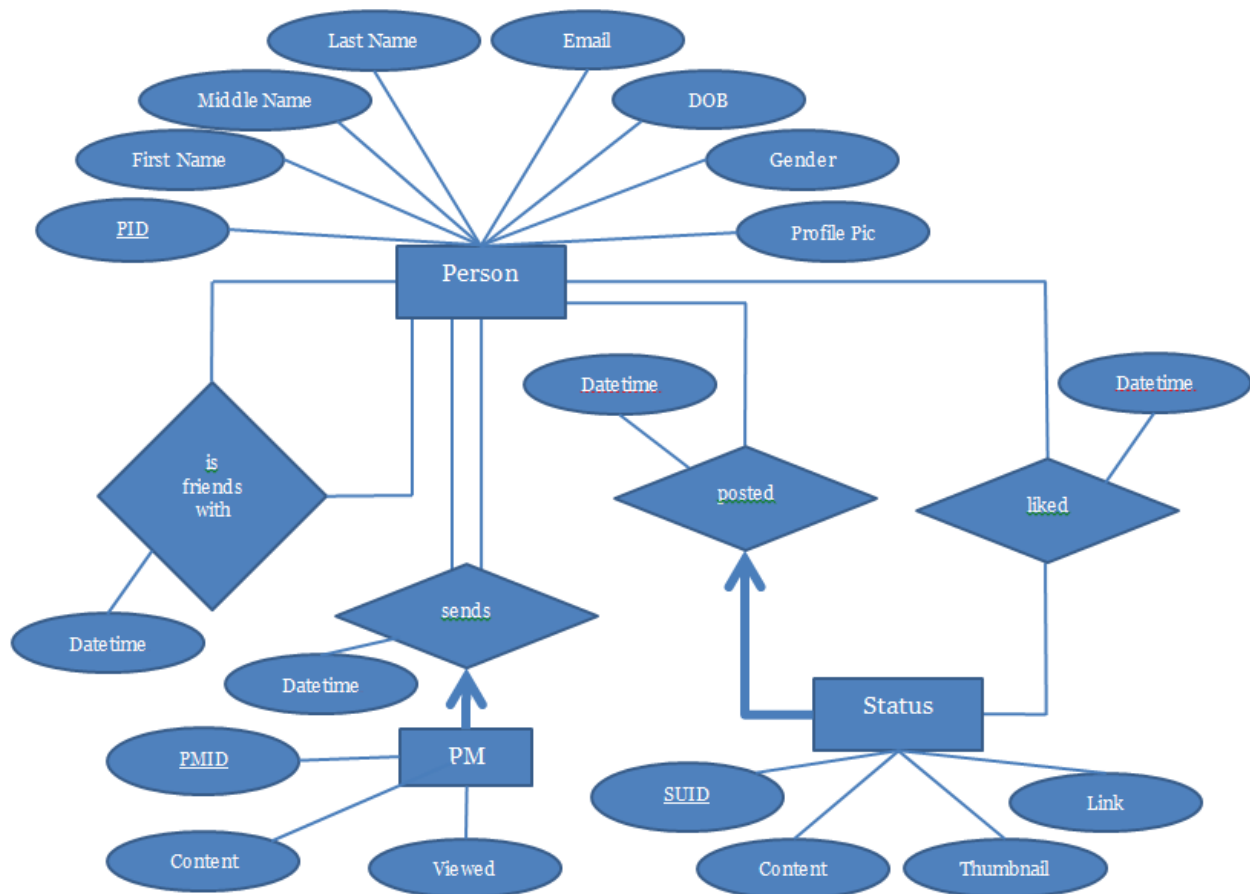 Last Name
Email
Middle Name
DOB
First Name
Gender
PID
Profile Pic
Person
Datetime
Datetime
is
friends
with
posted
liked
sends
Datetime
Datetime
Status
PMID
PM
SUID
Link
Content
Viewed
Content
Thumbnail